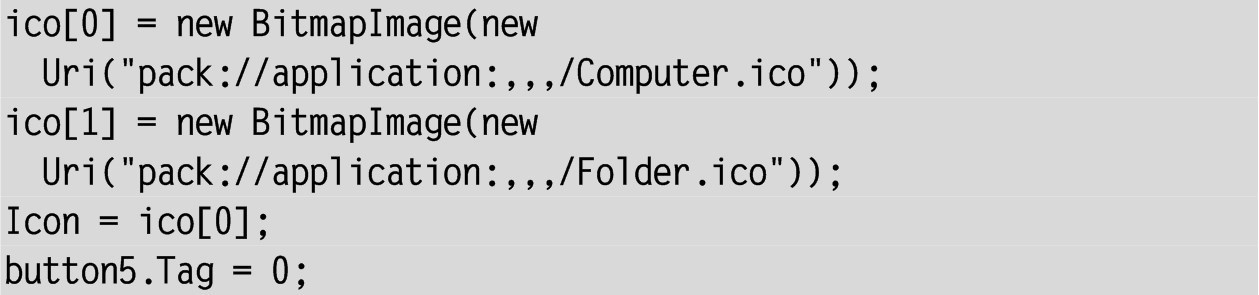 ico[0] = new BitmapImage(new
  Uri("pack://application:,,,/Computer.ico"));
ico[1] = new BitmapImage(new
  Uri("pack://application:,,,/Folder.ico"));
Icon = ico[0];
button5.Tag = 0;